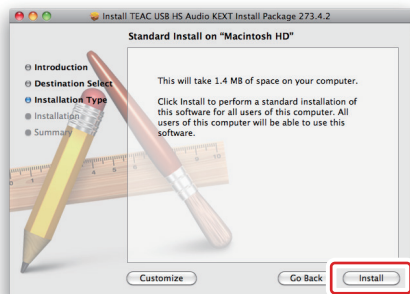 Install TEAC USB HS Audio KEXT Install Package 273.4.2
Standard Install on "Macintosh HD"
Introduction
Destination Select
Installation Type
Installation
Summary
This will take 1.4 MB of space on your computer.
Click Install to perform a standard installation of
this software for all users of this computer. All
users of this computer will be able to use this
software.
Customize
Go Back
Install